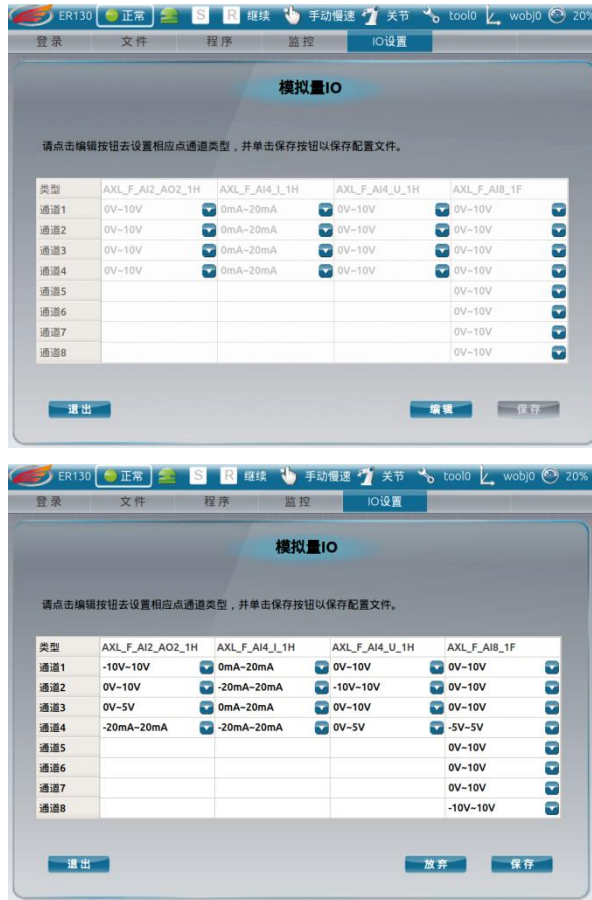 ER130 正常 S R 继续 手动慢速 关节 tool0 wobj0 20%
登录 文件 程序 监控 IO设置
模拟量IO
请点击编辑按钮去设置相应点通道类型，并单击保存按钮以保存配置文件。
类型 AXL_F_AI2_AO2_1H AXL_F_AI4_I_1H AXL_F_AI4_U_1H AXL_F_AI8_1F
通道1 0V~10V 0mA~20mA 0V~10V 0V~10V
通道2 0V~10V 0mA~20mA 0V~10V 0V~10V
通道3 0V~10V 0mA~20mA 0V~10V 0V~10V
通道4 0V~10V 0mA~20mA 0V~10V 0V~10V
通道5 0V~10V
通道6 0V~10V
通道7 0V~10V
通道8 0V~10V
退出 编辑 保存
ER130 正常 S R 继续 手动慢速 关节 tool0 wobj0 20%
登录 文件 程序 监控 IO设置
模拟量IO
请点击编辑按钮去设置相应点通道类型，并单击保存按钮以保存配置文件。
类型 AXL_F_AI2_AO2_1H AXL_F_AI4_I_1H AXL_F_AI4_U_1H AXL_F_AI8_1F
通道1 -10V~10V 0mA~20mA 0V~10V 0V~10V
通道2 0V~10V -20mA~20mA -10V~10V 0V~10V
通道3 0V~5V 0mA~20mA 0V~10V 0V~10V
通道4 -20mA~20mA -20mA~20mA 0V~5V -5V~5V
通道5 0V~10V
通道6 0V~10V
通道7 0V~10V
通道8 -10V~10V
退出 放弃 保存